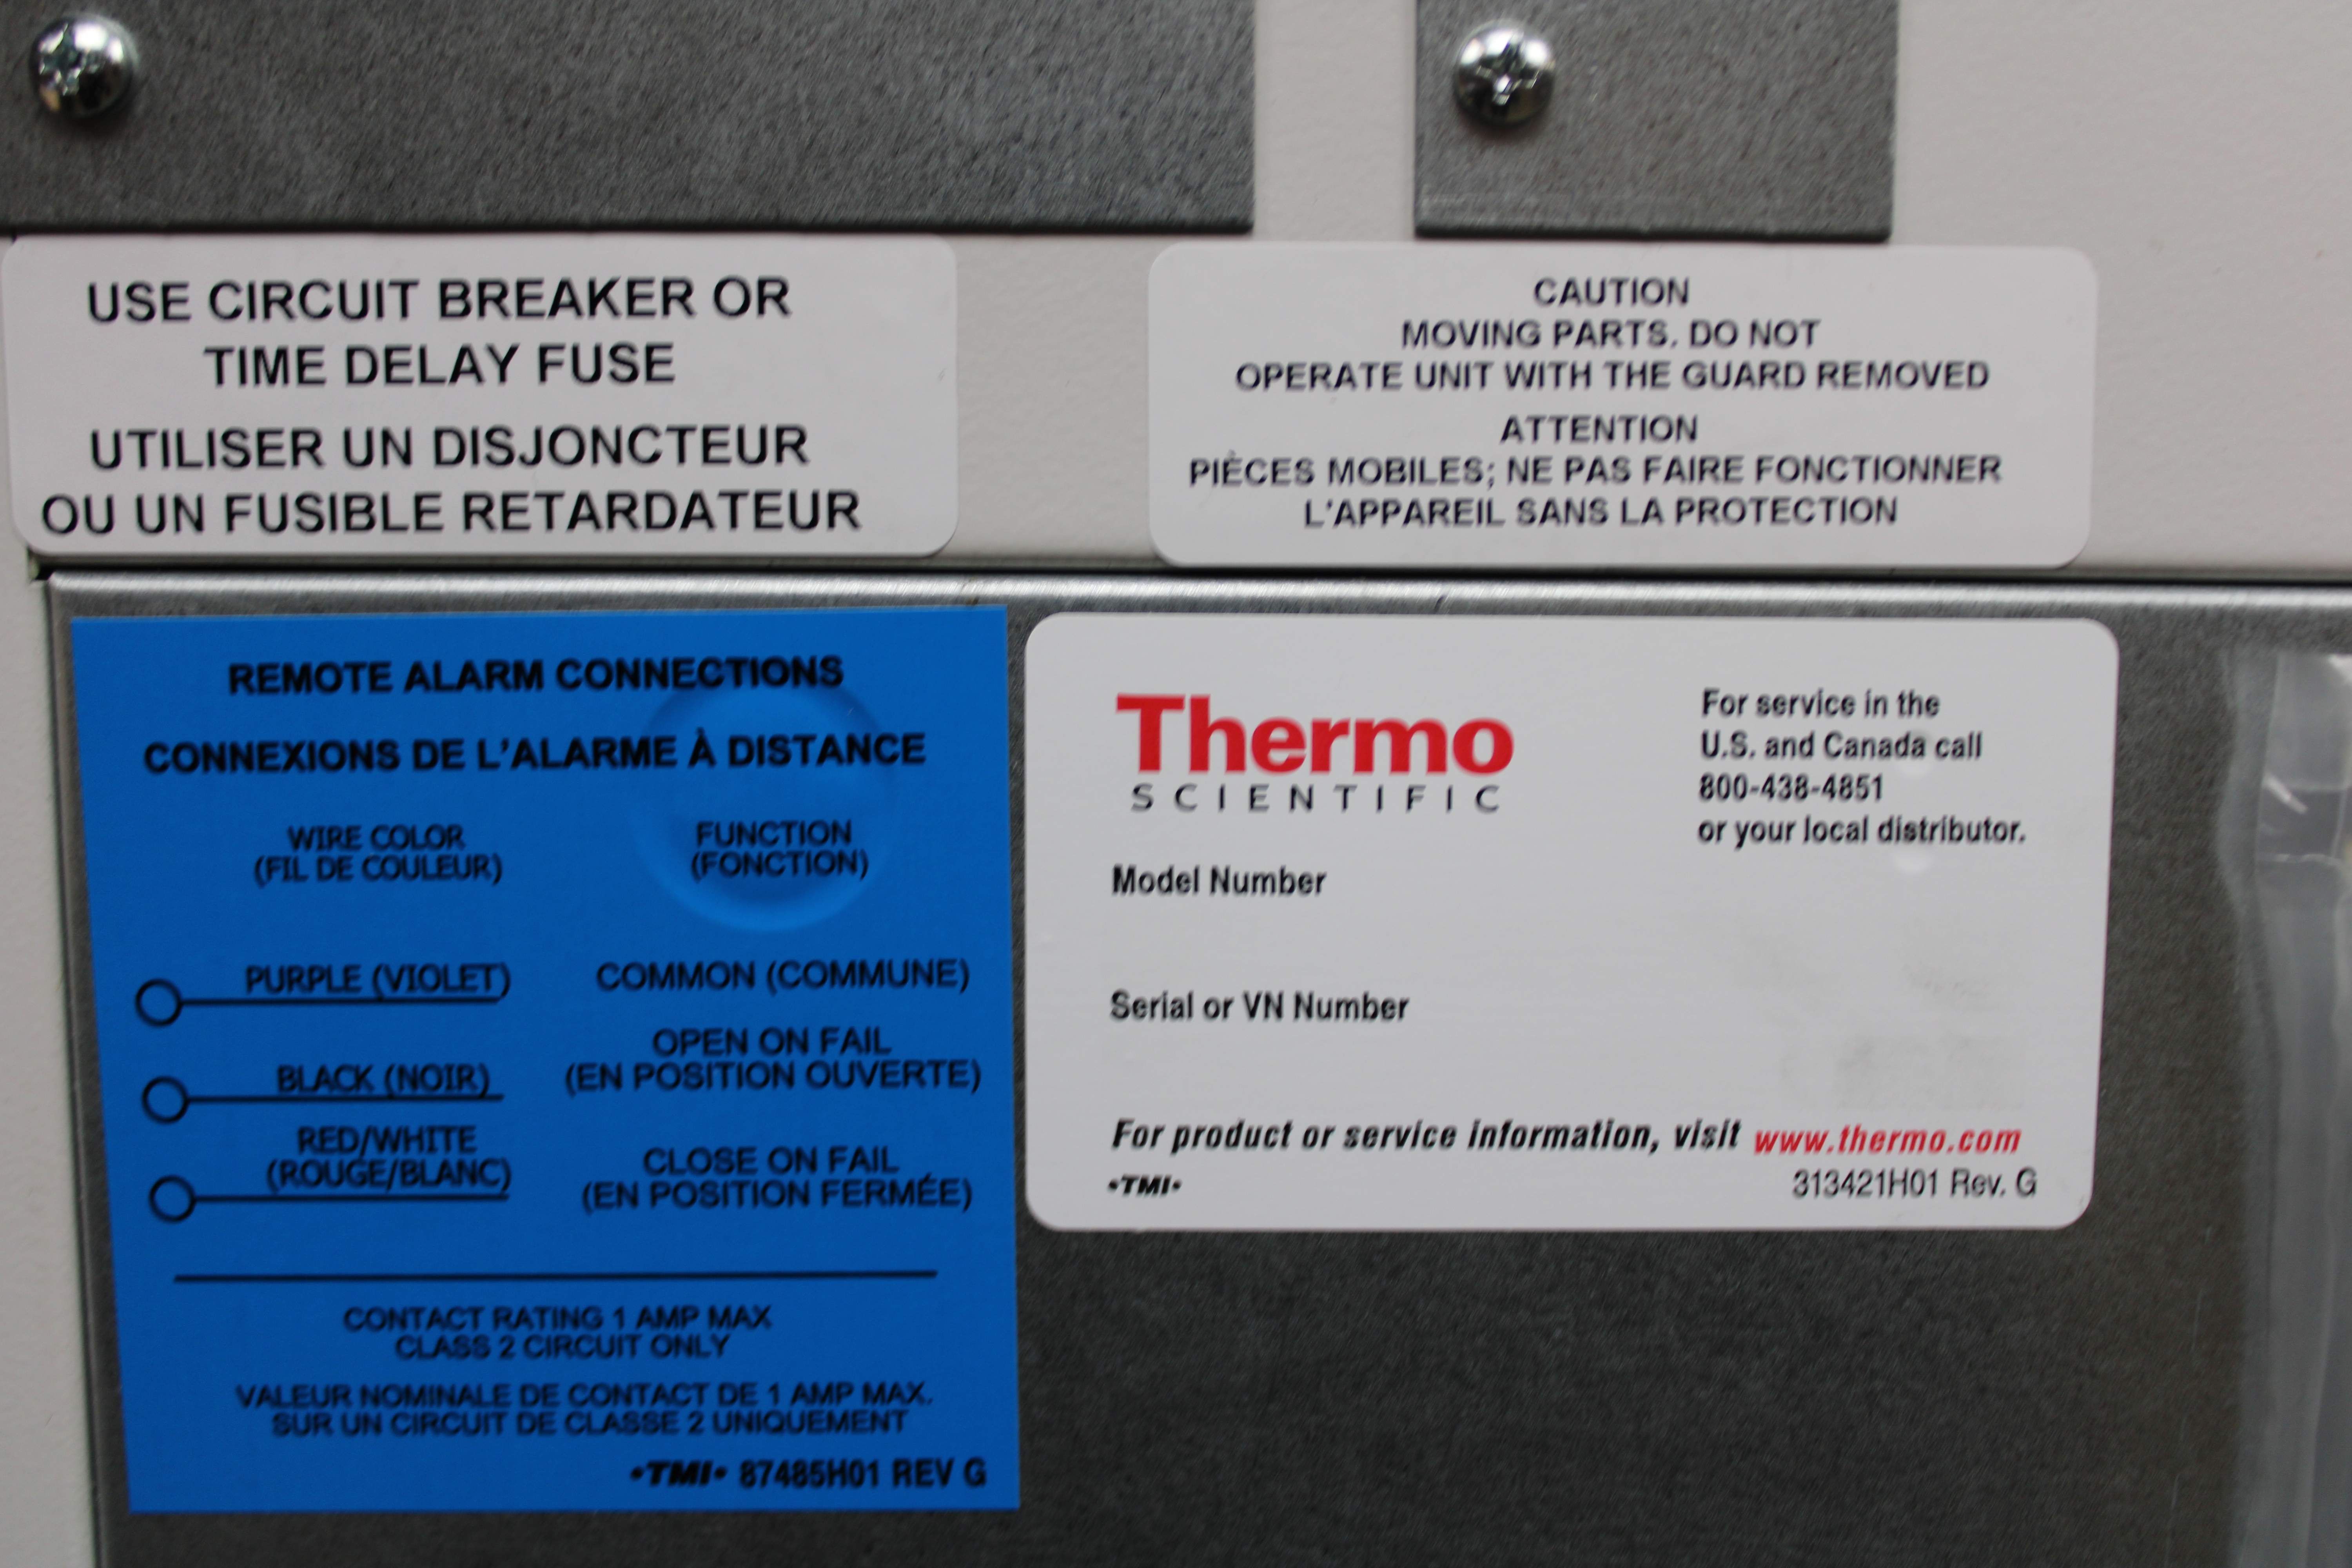 USE CIRCUIT BREAKER OR
TIME DELAY FUSE
UTILISER UN DISJONCTEUR
OU UN FUSIBLE RETARDATEUR
CAUTION
MOVING PARTS. DO NOT
OPERATE UNIT WITH THE GUARD REMOVED
ATTENTION
PIÈCES MOBILES; NE PAS FAIRE FONCTIONNER
L'APPAREIL SANS LA PROTECTION
REMOTE ALARM CONNECTIONS
CONNEXIONS DE L'ALARME À DISTANCE
WIRE COLOR
(FIL DE COULEUR)
FUNCTION
(FONCTION)
PURPLE (VIOLET)
COMMON (COMMUNE)
BLACK (NOIR)
OPEN ON FAIL
(EN POSITION OUVERTE)
RED/WHITE
(ROUGE/BLANC)
CLOSE ON FAIL
(EN POSITION FERMÉE)
CONTACT RATING 1 AMP MAX
CLASS 2 CIRCUIT ONLY
VALEUR NOMINALE DE CONTACT DE 1 AMP MAX.
SUR UN CIRCUIT DE CLASSE 2 UNIQUEMENT
•TMI• 87485H01 REV G
Thermo
SCIENTIFIC
For service in the
U.S. and Canada call
800-438-4851
or your local distributor.
Model Number
Serial or VN Number
For product or service information, visit www.thermo.com
•TMI•
313421H01 Rev. G